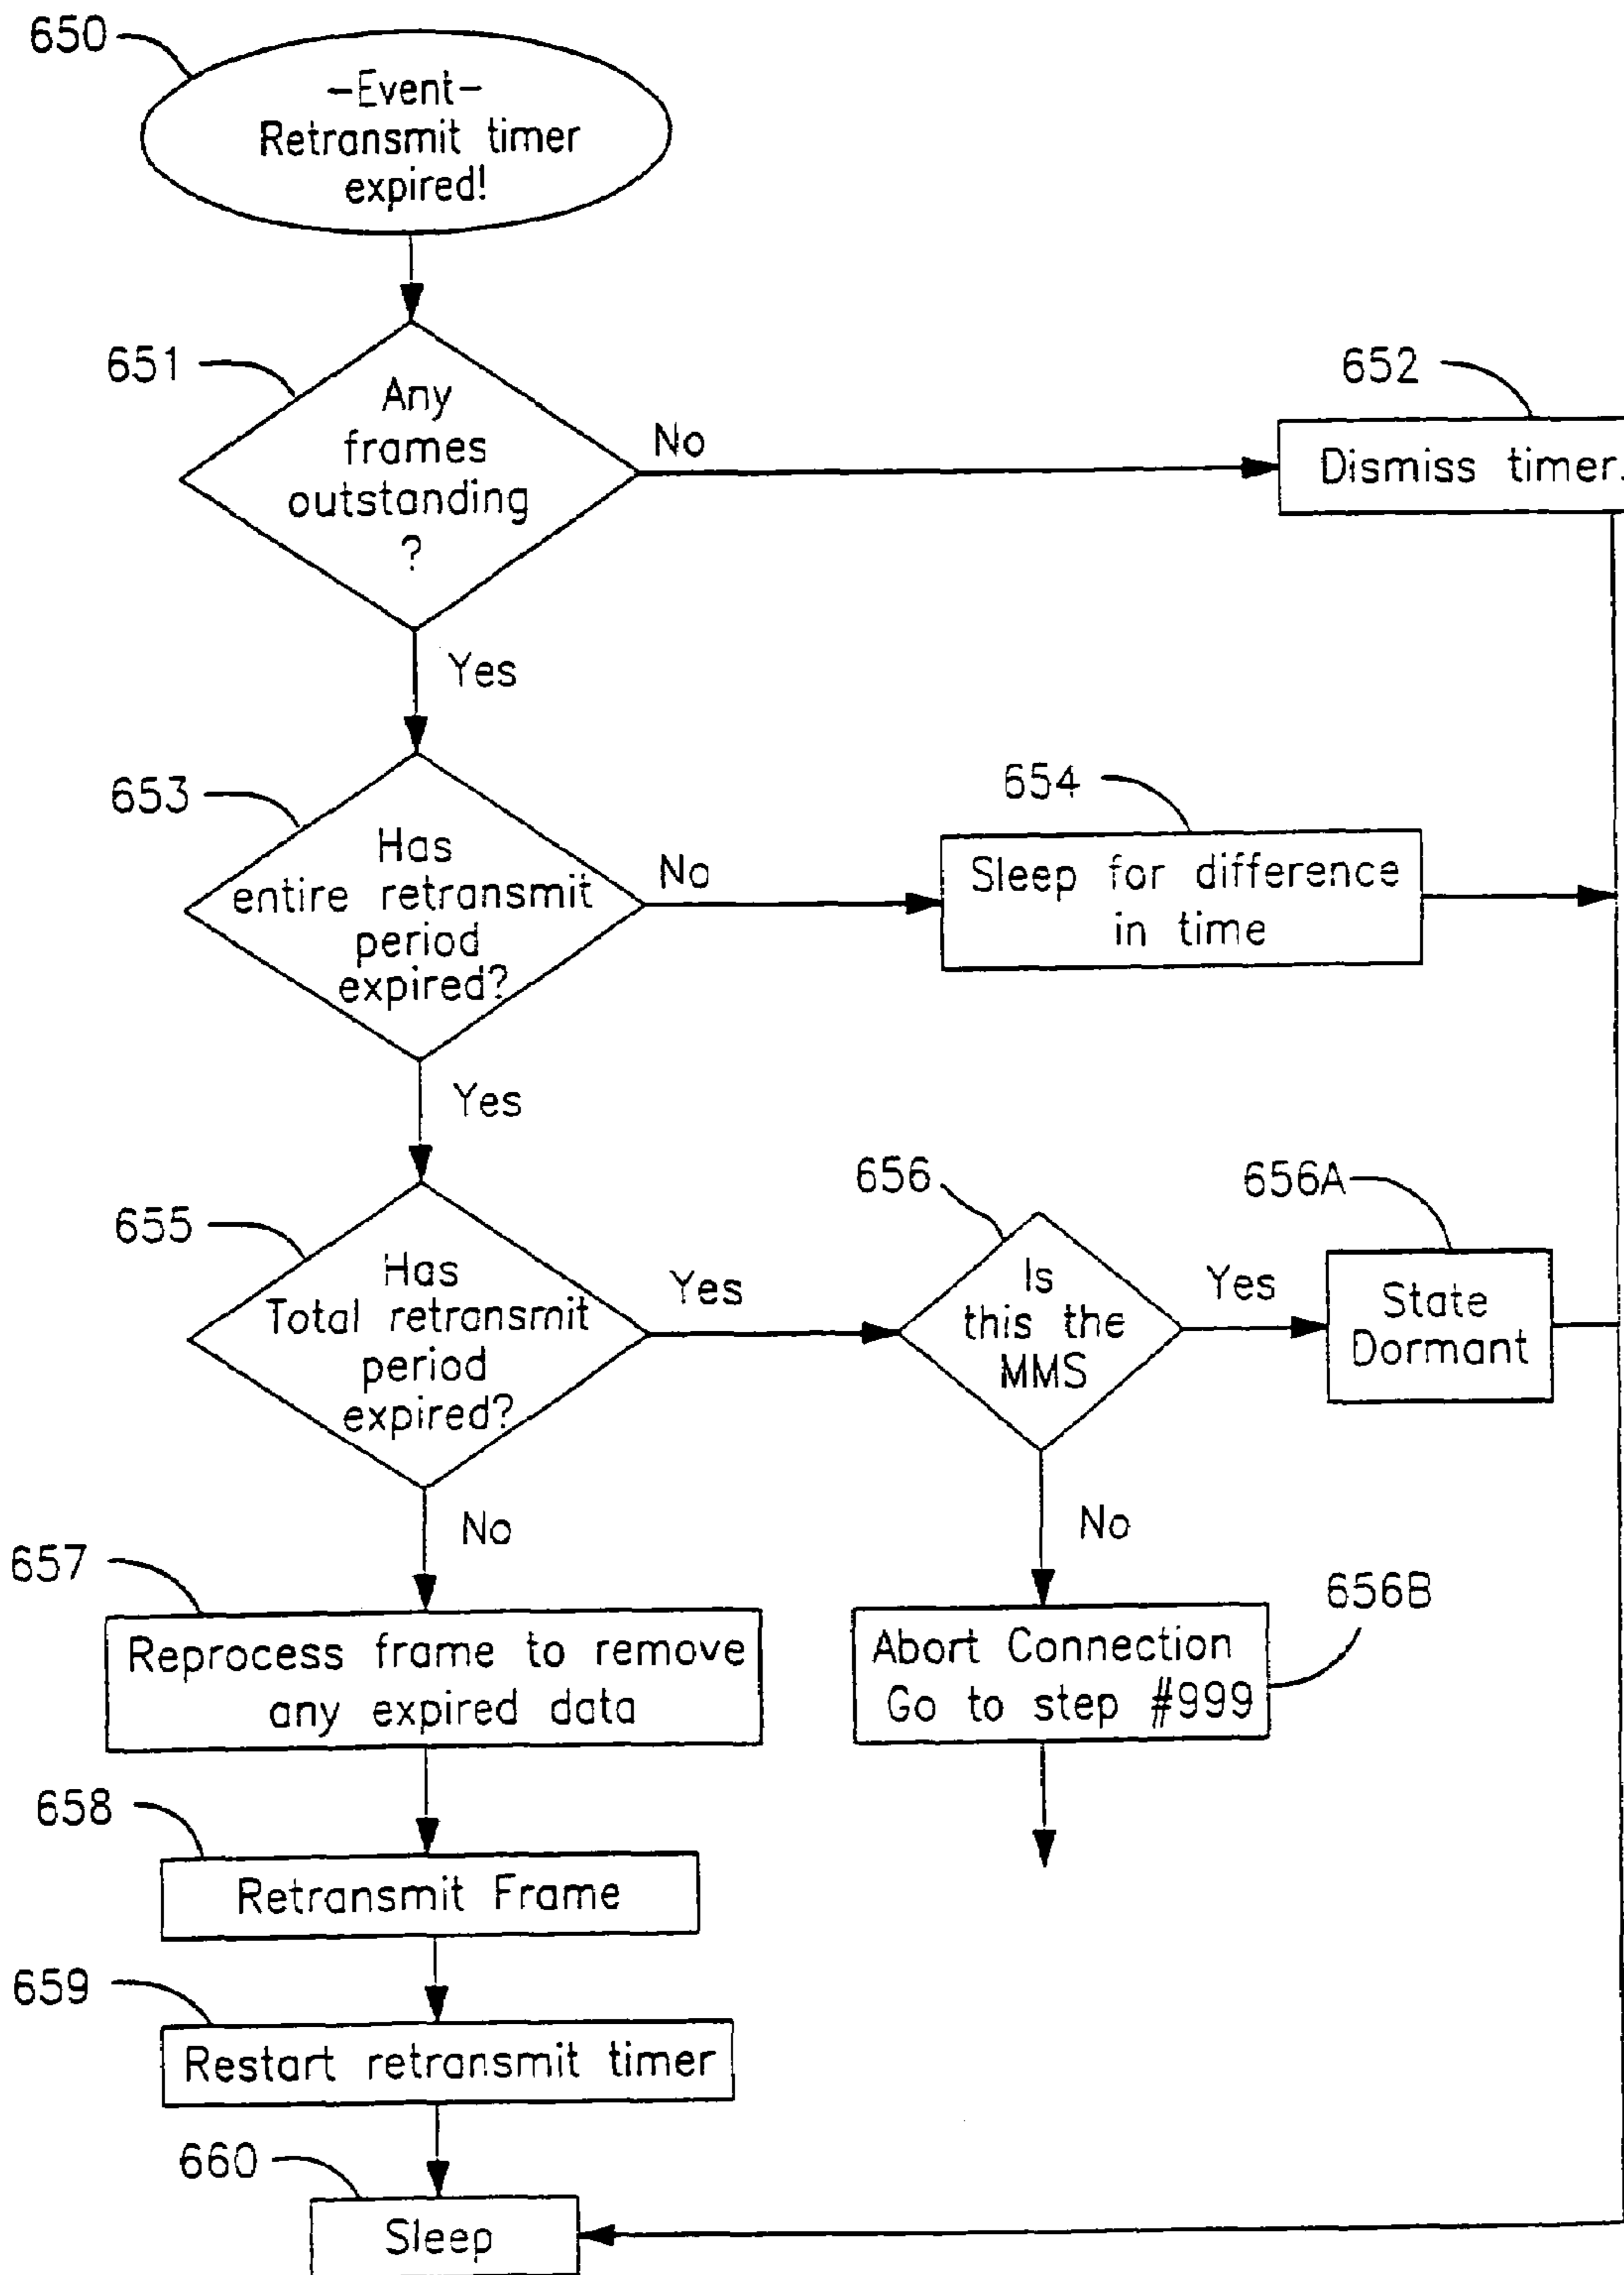 650
-Event-
Retransmit timer
expired!
651
Any
frames
outstanding
?
No
652
Dismiss timer.
Yes
653
Has
entire retransmit
period
expired?
No
654
Sleep for difference
in time
Yes
655
Has
Total retransmit
period
expired?
Yes
656
Is
this the
MMS
Yes
656A
State
Dormant
No
No
657
Reprocess frame to remove
any expired data
656B
Abort Connection
Go to step #999
658
Retransmit Frame
659
Restart retransmit timer
660
Sleep